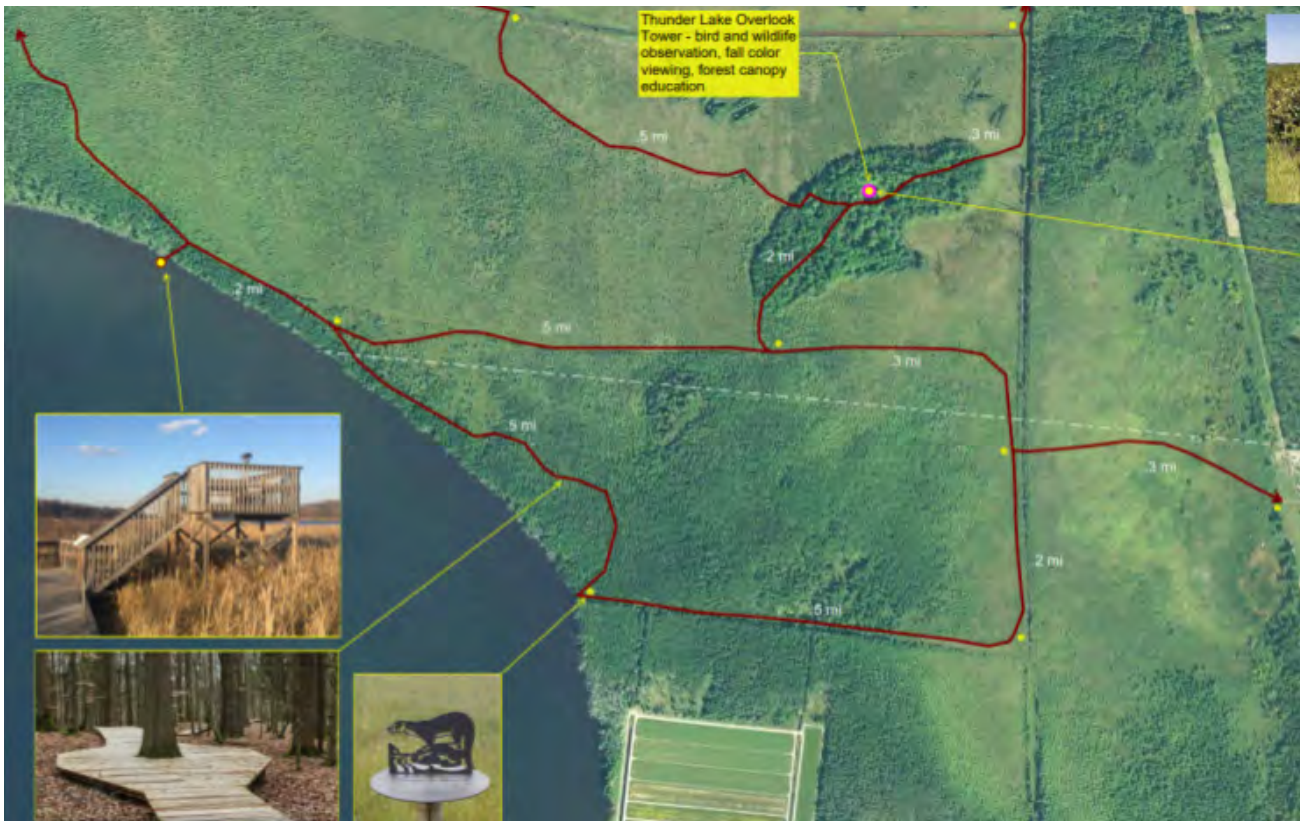 Thunder Lake Overlook
Tower - bird and wildlife
observation, fall color
viewing, forest canopy
education
.5 mi
.3 mi
.2 mi
.2 mi
.5 mi
.3 mi
.5 mi
.3 mi
.2 mi
.5 mi